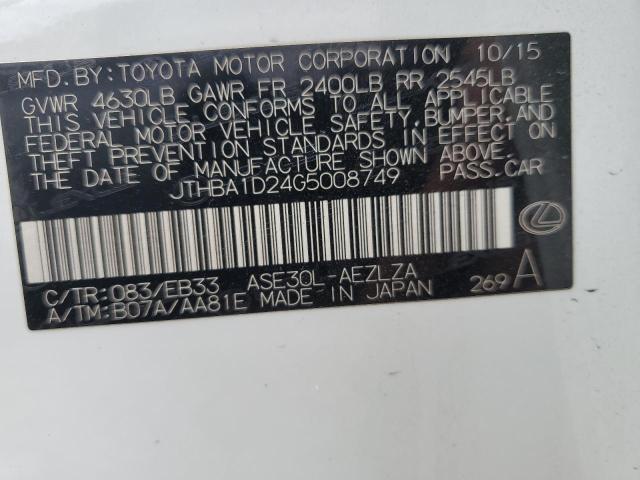 MFD.BY:TOYOTA MOTOR CORPORATION 10/15
GVWR 4630LB GAWR FR 2400LB RR 2545LB
THIS VEHICLE CONFORMS TO ALL APPLICABLE
FEDERAL MOTOR VEHICLE SAFETY,BUMPER,AND
THEFT PREVENTION STANDARDS IN EFFECT ON
THE DATE OF MANUFACTURE SHOWN ABOVE.
JTHBA1D24G5008749 PASS.CAR
C/TR:083/EB33 ASE30L-AEZLZA
A/TM:B07A/AA81E MADE IN JAPAN 269 A